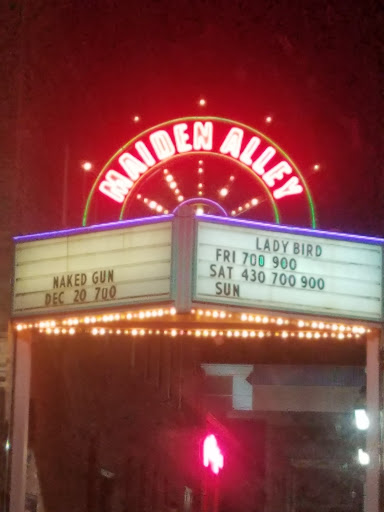 MAIDEN ALLEY
NAKED GUN
DEC 20 700
LADY BIRD
FRI 700 900
SAT 430 700 900
SUN